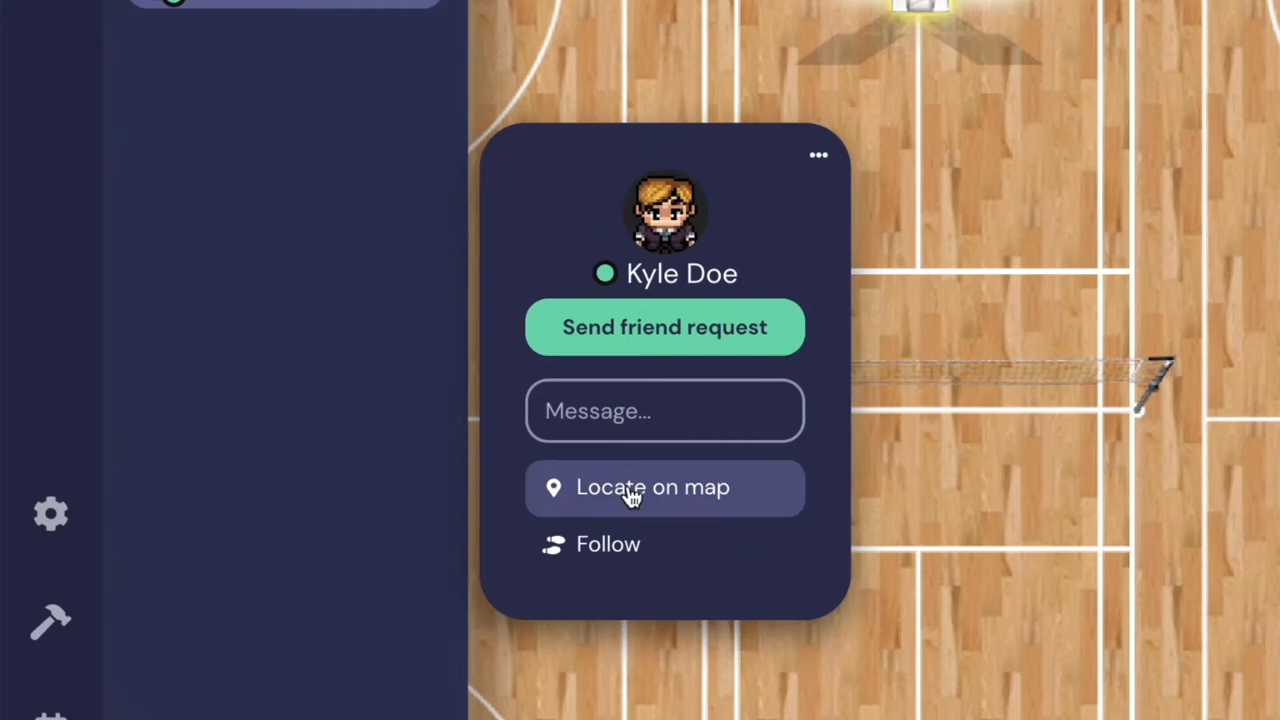 Kyle Doe
Send friend request
Message...
Locate on map
Follow